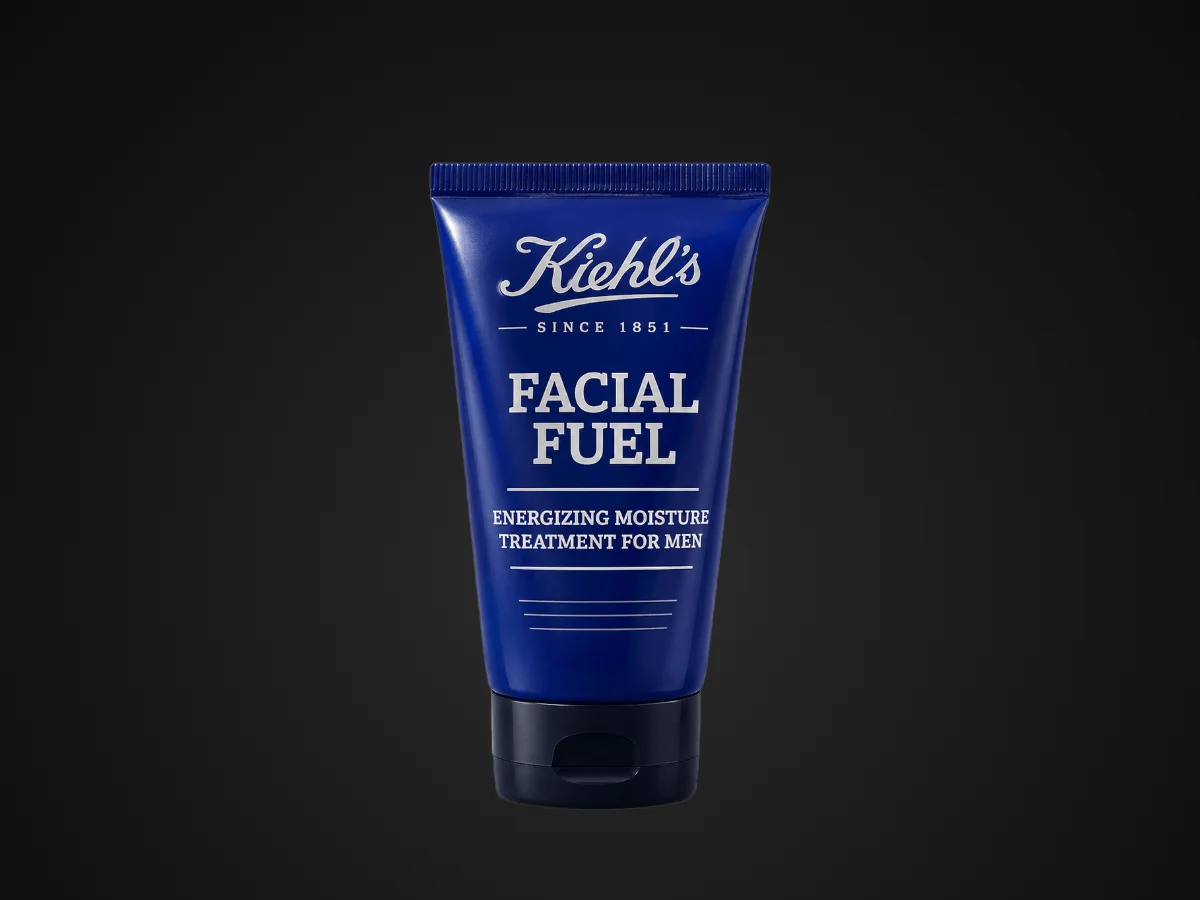 Kiehl's
SINCE 1851
FACIAL
FUEL
ENERGIZING MOISTURE
TREATMENT FOR MEN